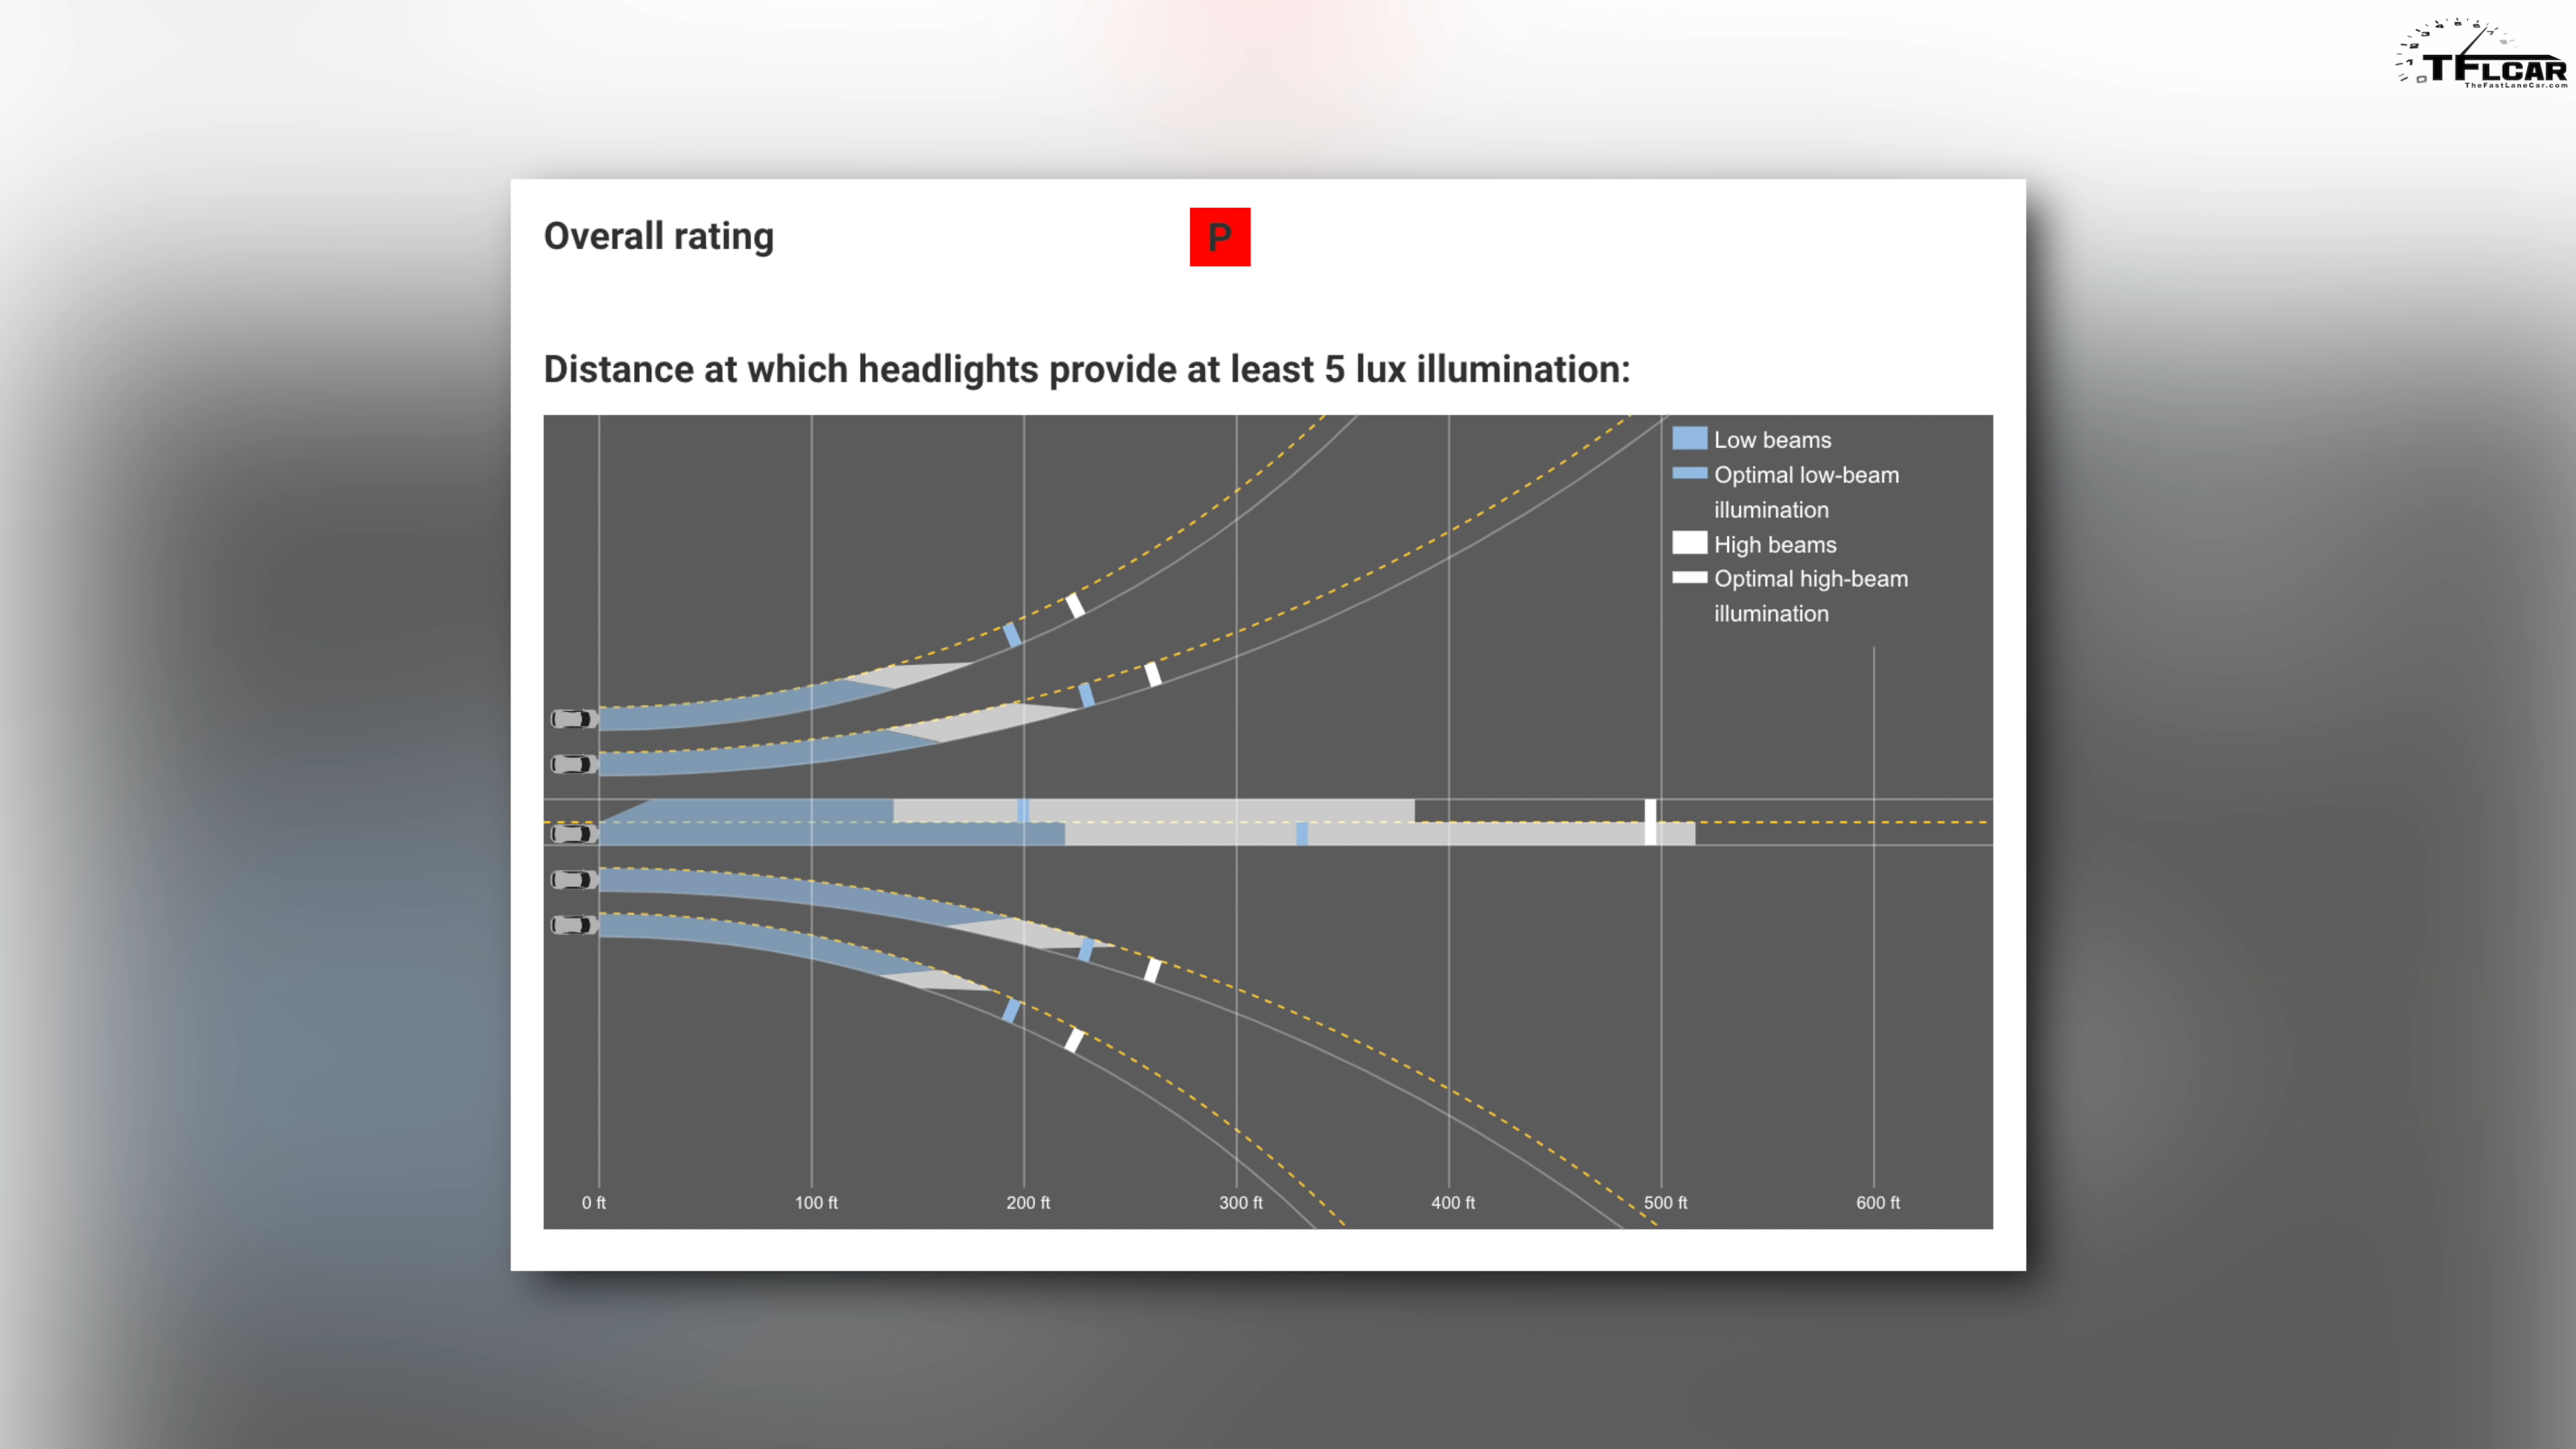 TFLCAR
TheFastLaneCar.com
Overall rating
P
Distance at which headlights provide at least 5 lux illumination:
Low beams
Optimal low-beam
illumination
High beams
Optimal high-beam
illumination
0 ft
100 ft
200 ft
300 ft
400 ft
500 ft
600 ft